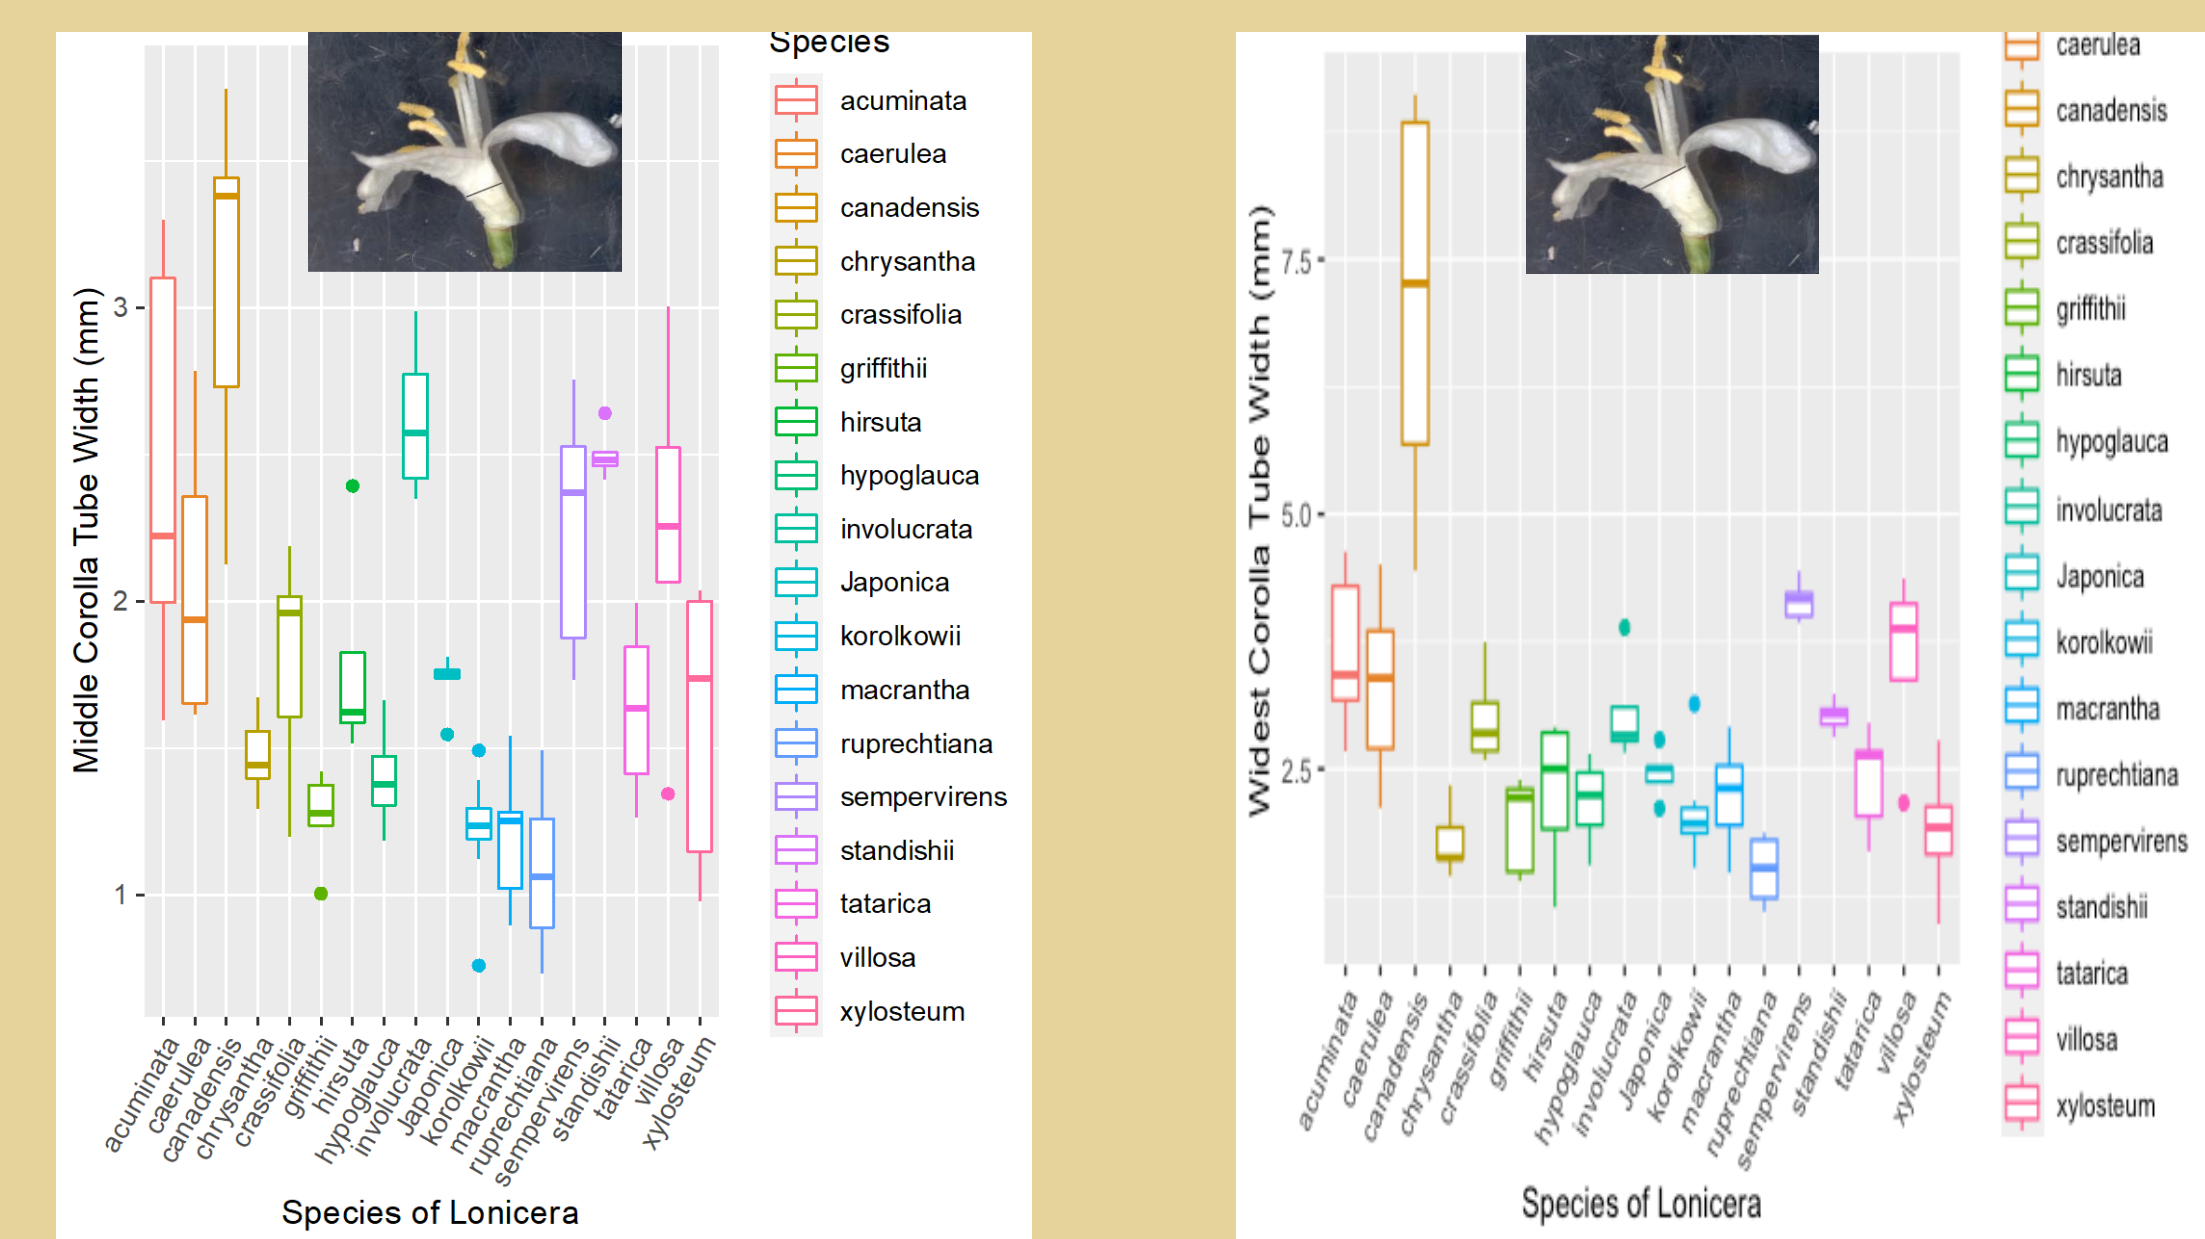 Species
acuminata
caerulea
canadensis
chrysantha
crassifolia
griffithii
hirsuta
hypoglauca
involucrata
Japonica
korolkowii
macrantha
ruprechtiana
sempervirens
standishii
tatarica
villosa
xylosteum
Middle Corolla Tube Width (mm)
3
2
1
acuminata
caerulea
canadensis
chrysantha
crassifolia
griffithii
hirsuta
hypoglauca
involucrata
Japonica
korolkowii
macrantha
ruprechtiana
sempervirens
standishii
tatarica
villosa
xylosteum
Species of Lonicera
caerulea
canadensis
chrysantha
crassifolia
griffithii
hirsuta
hypoglauca
involucrata
Japonica
korolkowii
macrantha
ruprechtiana
sempervirens
standishii
tatarica
villosa
xylosteum
Widest Corolla Tube Width (mm)
7.5
5.0
2.5
acuminata
caerulea
canadensis
chrysantha
crassifolia
griffithii
hirsuta
hypoglauca
involucrata
Japonica
korolkowii
macrantha
ruprechtiana
sempervirens
standishii
tatarica
villosa
xylosteum
Species of Lonicera